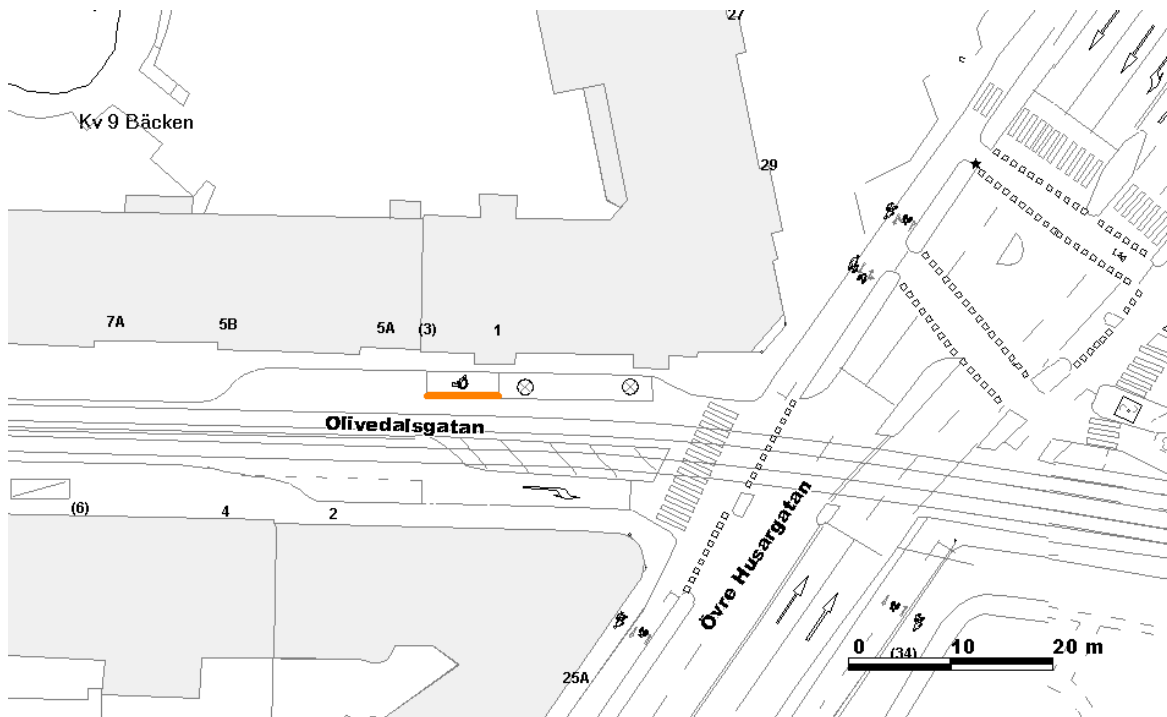 27
Kv 9 Bäcken
29
7A
5B
5A
(3)
1
Olivedalsgatan
(6)
4
2
Övre Husargatan
25A
0
(34)
10
20 m